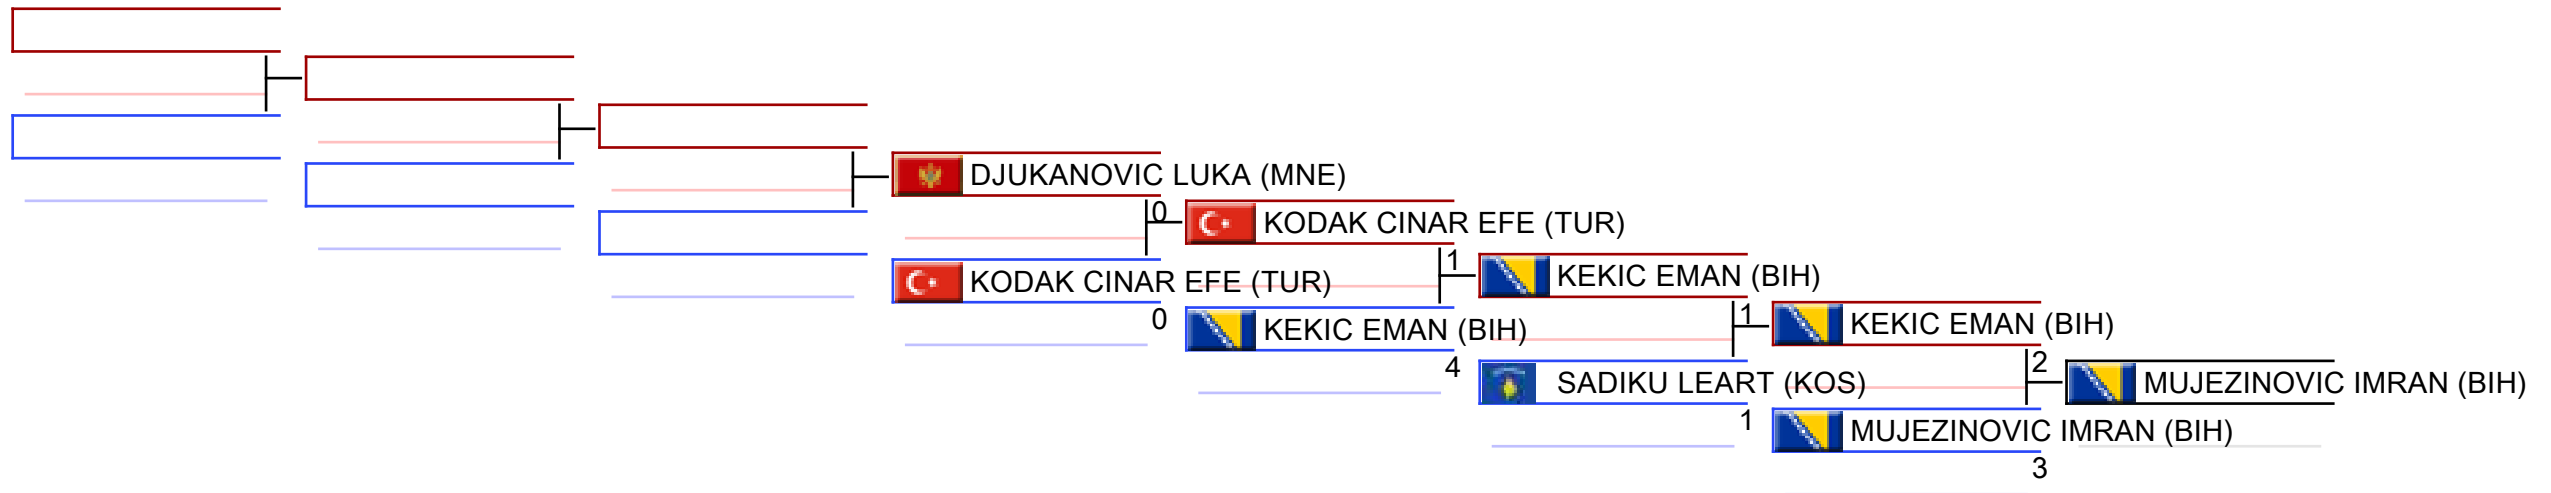 DJUKANOVIC LUKA (MNE)
0
KODAK CINAR EFE (TUR)
0
KODAK CINAR EFE (TUR)
1
KEKIC EMAN (BIH)
4
KEKIC EMAN (BIH)
1
SADIKU LEART (KOS)
1
KEKIC EMAN (BIH)
2
MUJEZINOVIC IMRAN (BIH)
3
MUJEZINOVIC IMRAN (BIH)